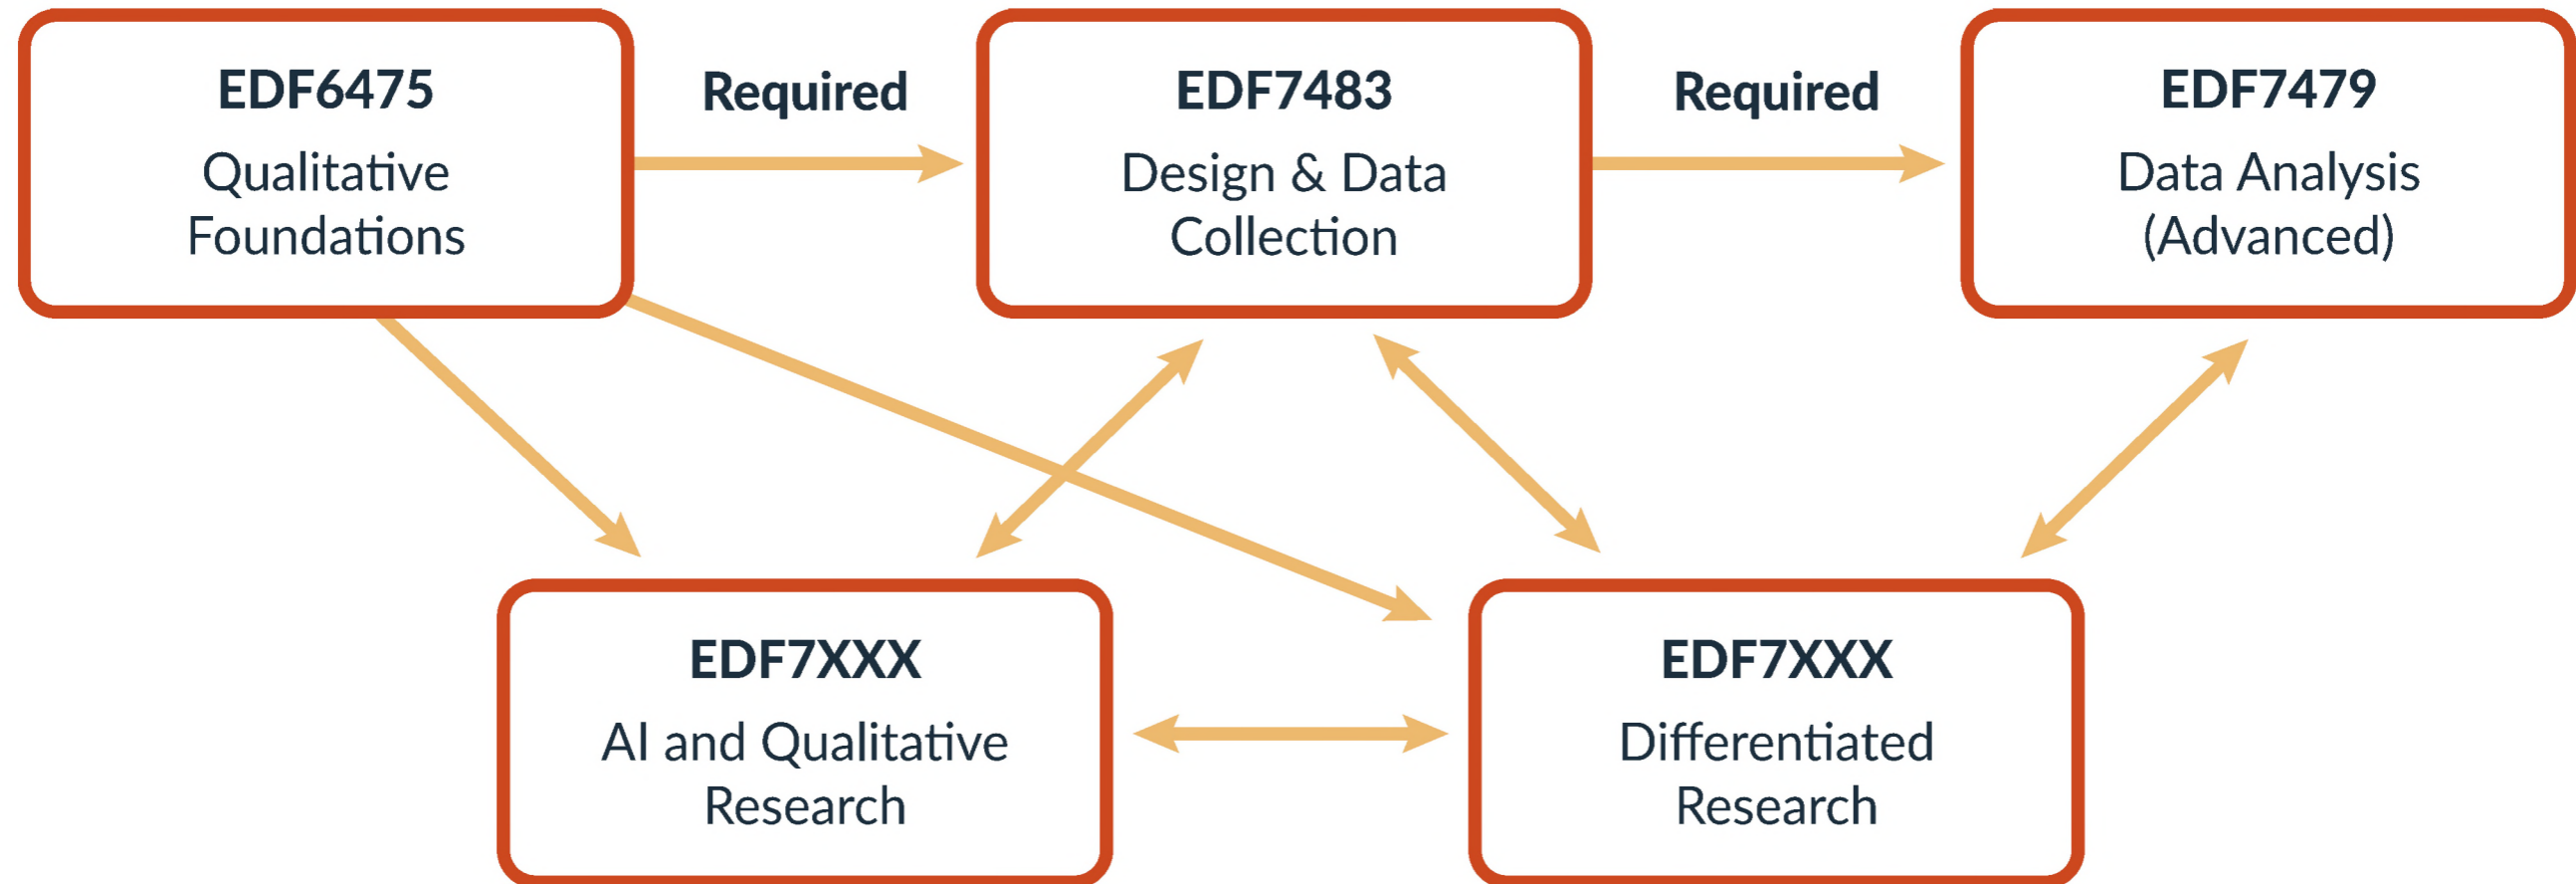 EDF6475
Qualitative
Foundations
Required
EDF7483
Design & Data
Collection
Required
EDF7479
Data Analysis
(Advanced)
EDF7XXX
AI and Qualitative
Research
EDF7XXX
Differentiated
Research